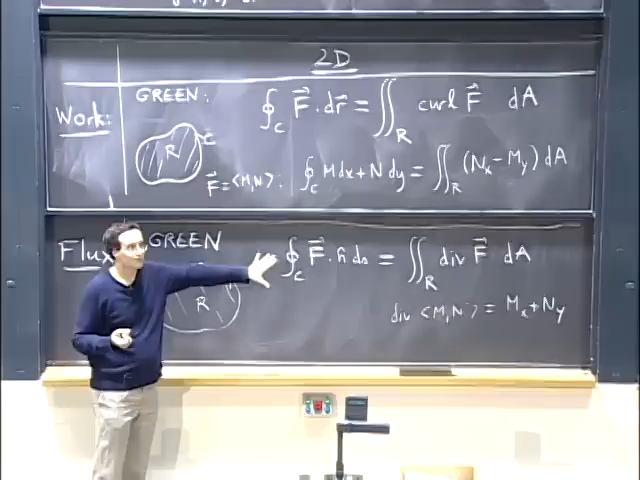 2D
Work:
GREEN:
∮_C F⃗ · dr⃗ = ∬_R curl F⃗ dA
R
C
F⃗ = <M,N>: ∮_C M dx + N dy = ∬_R (N_x - M_y) dA
Flux
GREEN
∮_C F⃗ · n̂ ds = ∬_R div F⃗ dA
R
div <M,N> = M_x + N_y